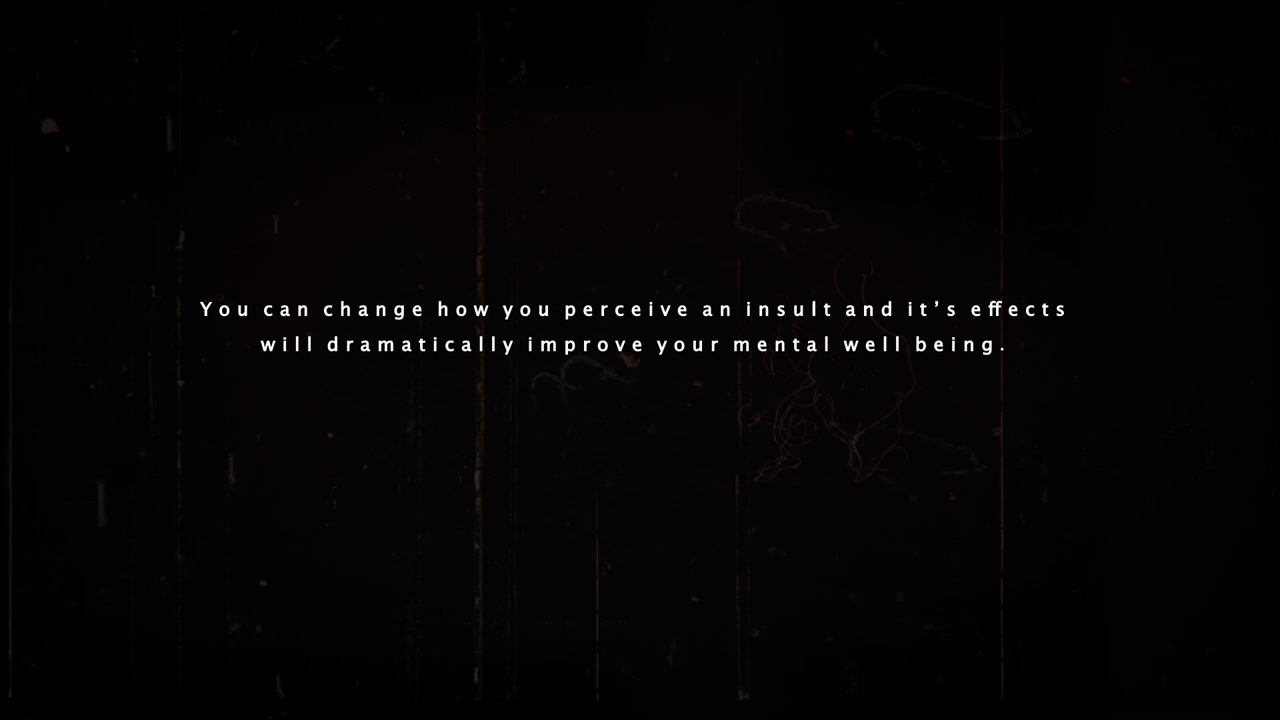 You can change how you perceive an insult and it’s effects
will dramatically improve your mental well being.